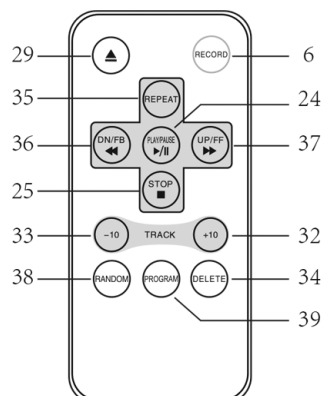 29
RECORD
6
35
REPEAT
24
36
DN/FB
PLAY/PAUSE
UP/FF
37
STOP
25
33
-10
TRACK
+10
32
38
RANDOM
PROGRAM
DELETE
34
39